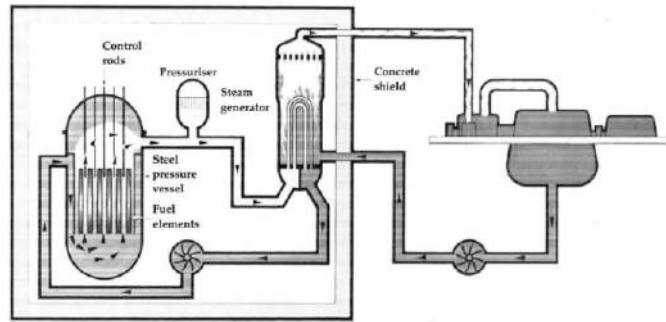 Control
rods
Pressuriser
Steam
generator
Concrete
shield
Steel
pressure
vessel
Fuel
elements